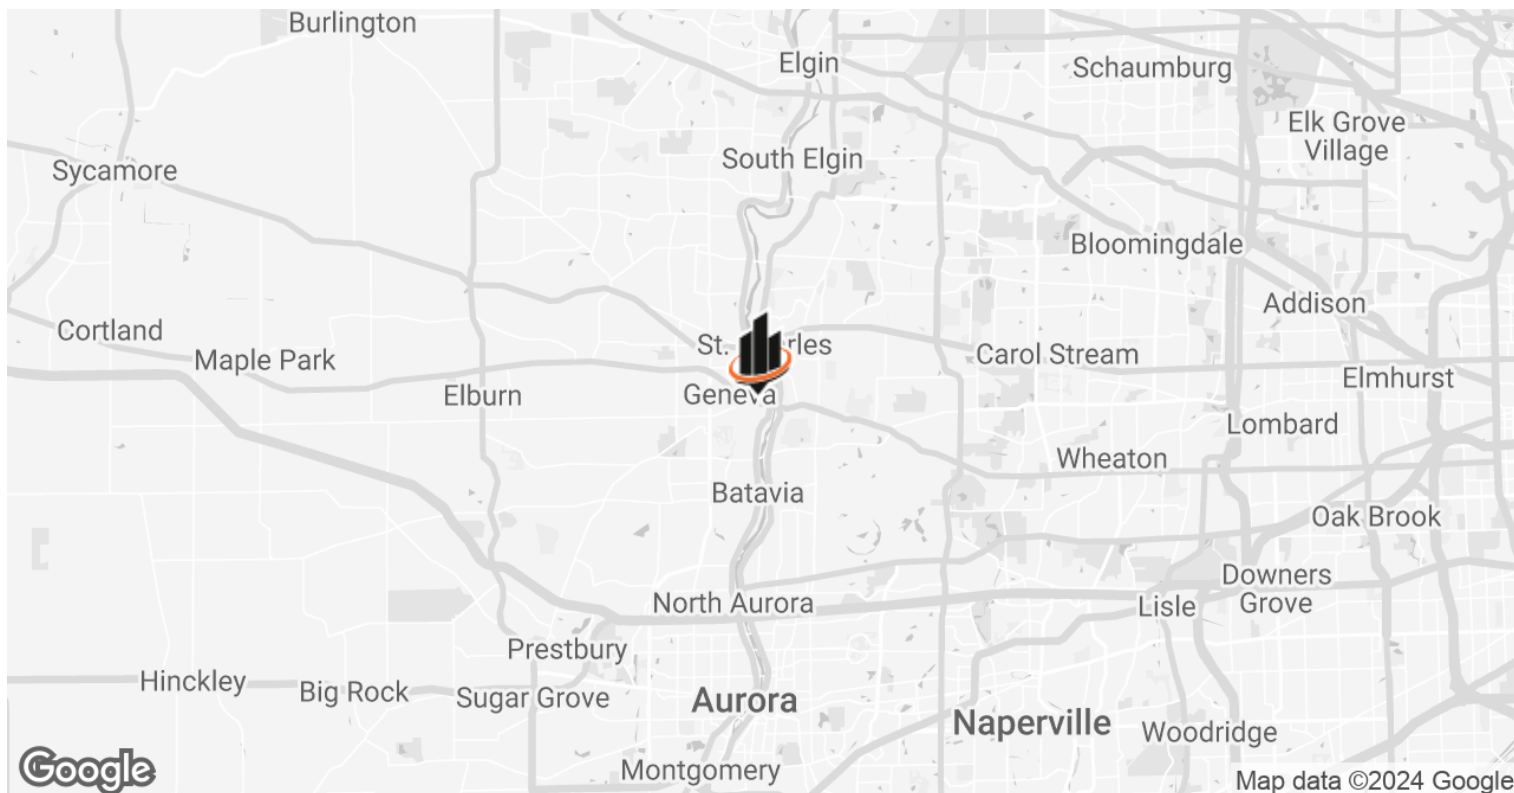 Burlington
Elgin
Schaumburg
Elk Grove
Village
South Elgin
Sycamore
Bloomingdale
Addison
Cortland
St.
rles
Maple Park
Carol Stream
Elmhurst
Elburn
Geneva
Lombard
Wheaton
Batavia
Oak Brook
Downers
Grove
North Aurora
Lisle
Prestbury
Hinckley
Big Rock
Sugar Grove
Aurora
Naperville
Woodridge
Montgomery
Google
Map data ©2024 Google